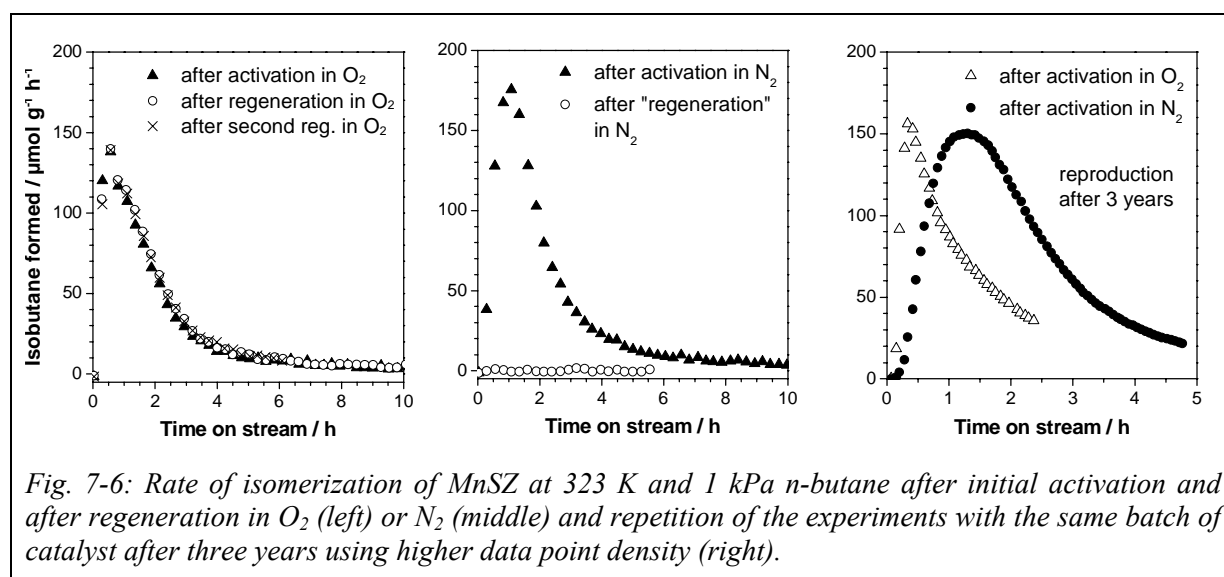 200
150
100
50
0
Isobutane formed / µmol g⁻¹ h⁻¹
after activation in O₂
after regeneration in O₂
after second reg. in O₂
0 2 4 6 8 10
Time on stream / h
200
150
100
50
0
after activation in N₂
after "regeneration"
in N₂
0 2 4 6 8 10
Time on stream / h
200
150
100
50
0
after activation in O₂
after activation in N₂
reproduction
after 3 years
0 1 2 3 4 5
Time on stream / h
Fig. 7-6: Rate of isomerization of MnSZ at 323 K and 1 kPa n-butane after initial activation and
after regeneration in O₂ (left) or N₂ (middle) and repetition of the experiments with the same batch of
catalyst after three years using higher data point density (right).